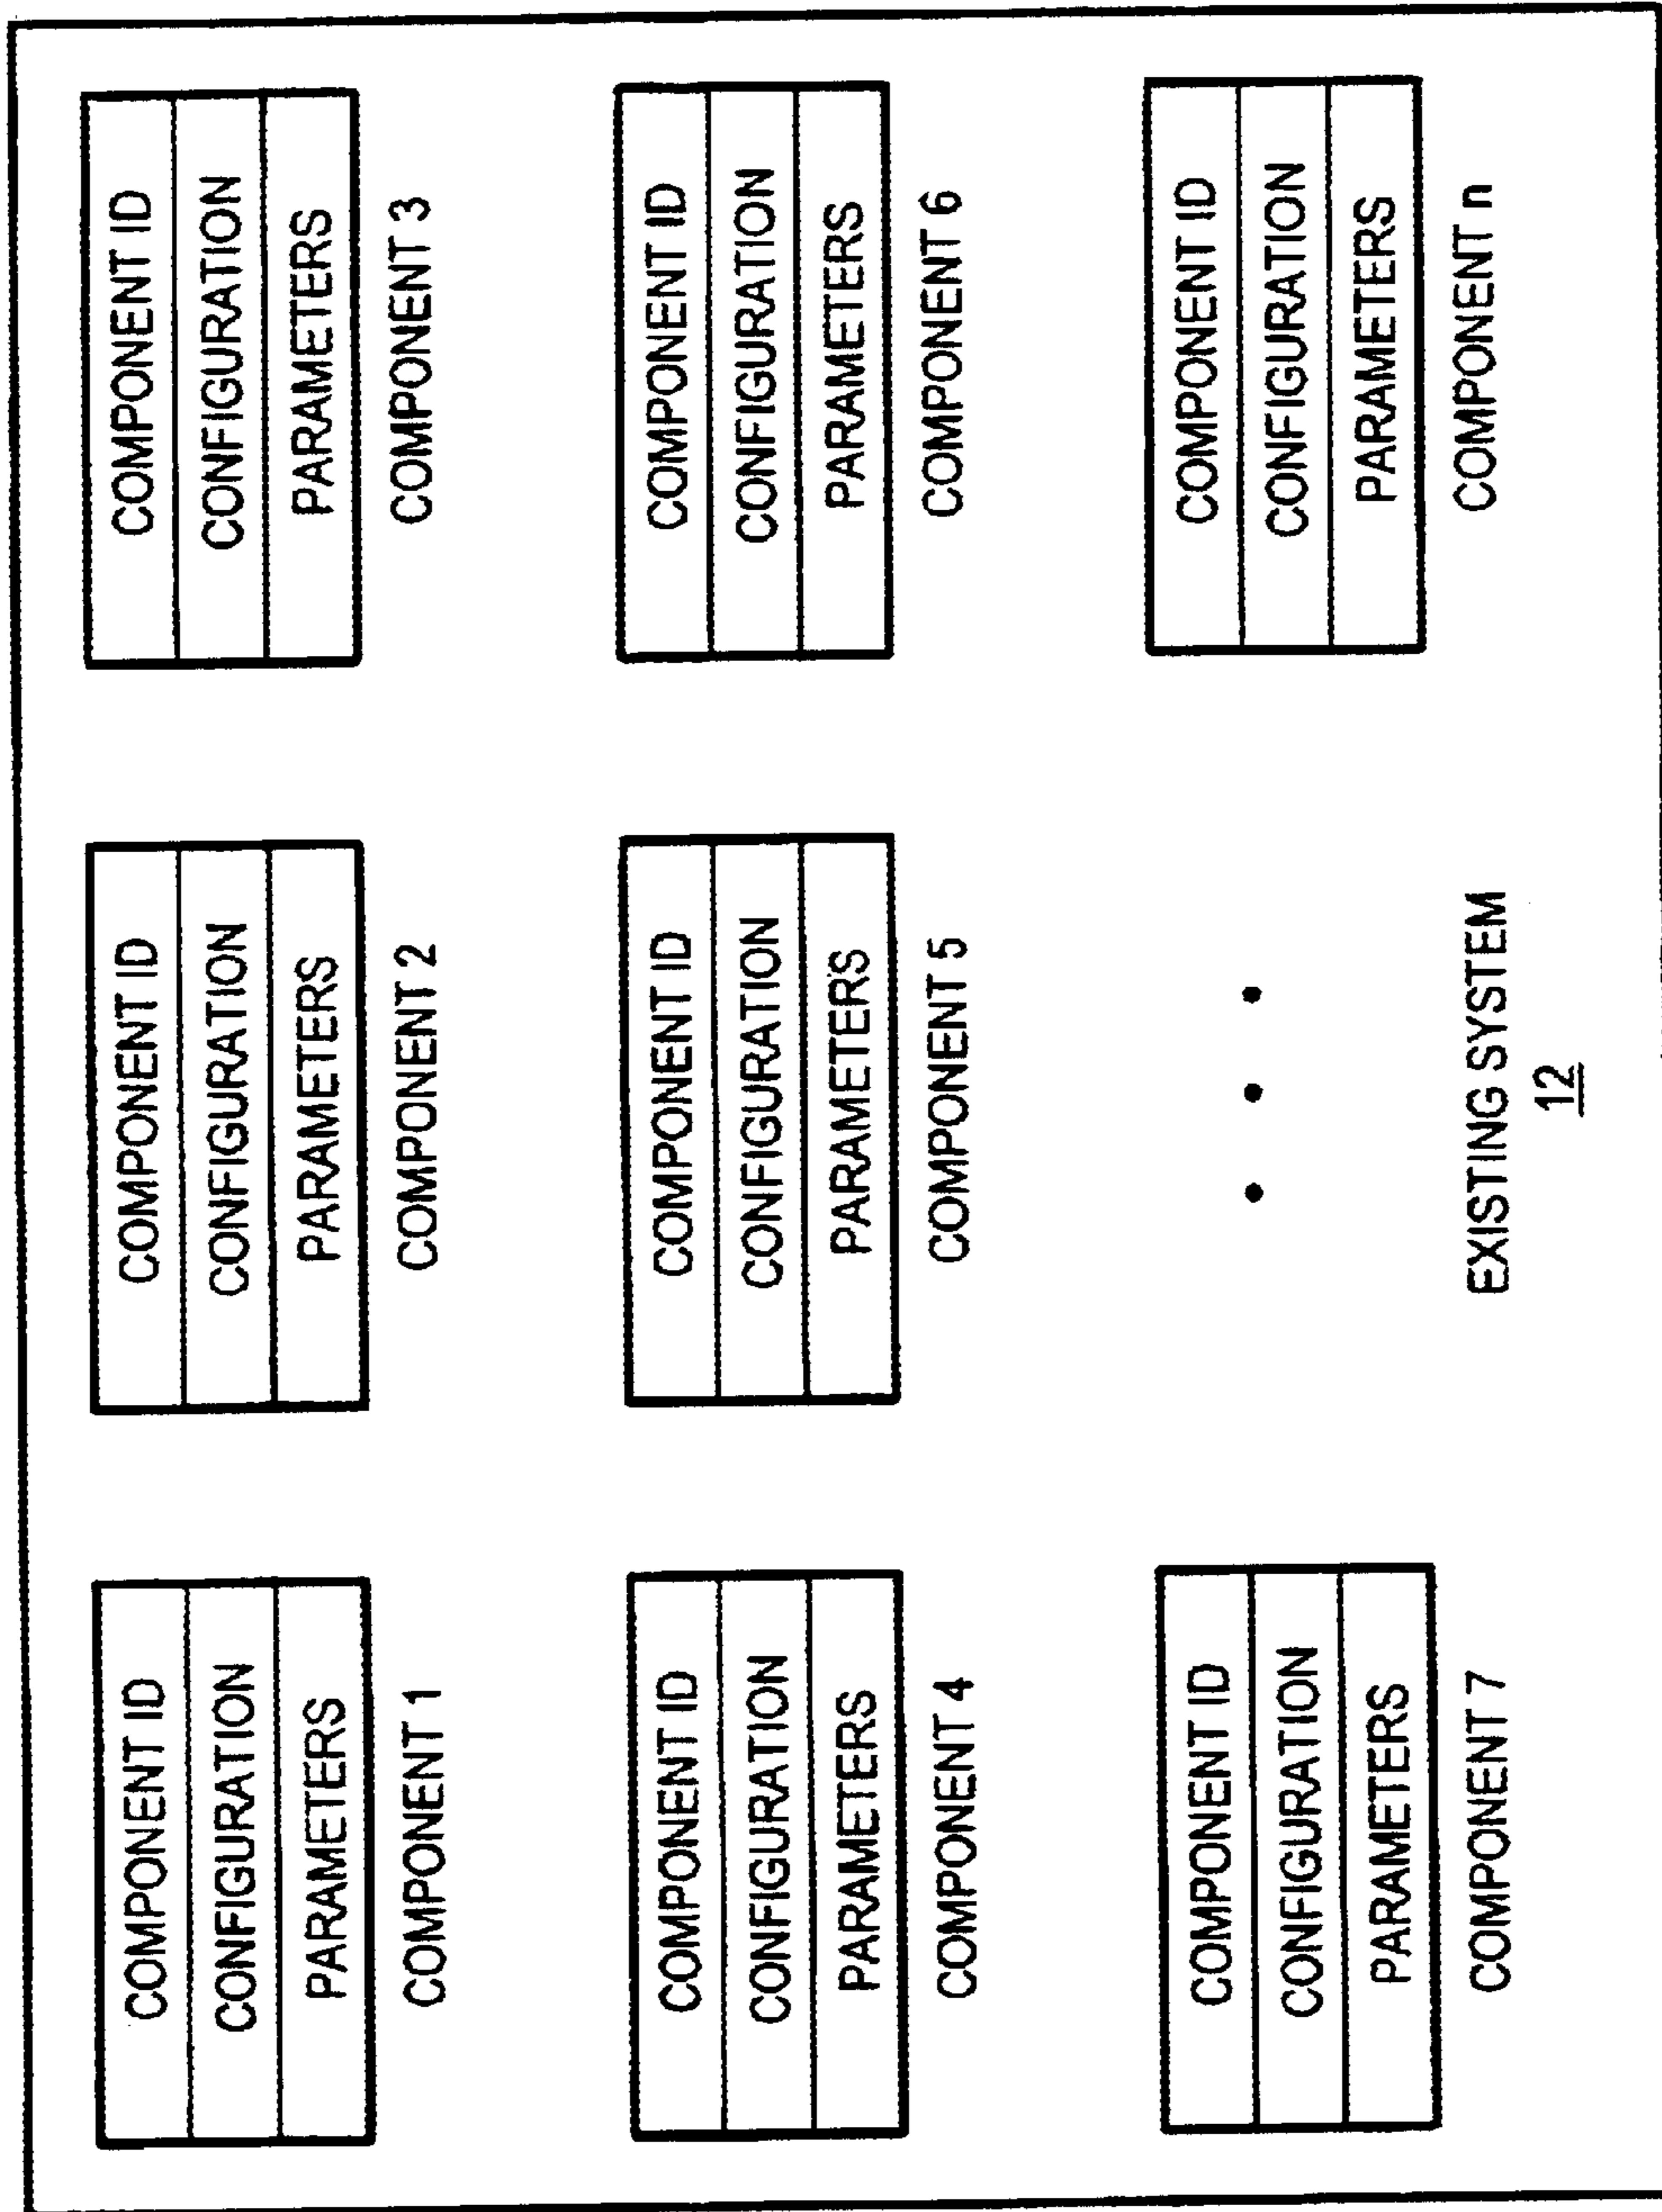 COMPONENT ID
CONFIGURATION
PARAMETERS
COMPONENT 1
COMPONENT ID
CONFIGURATION
PARAMETERS
COMPONENT 2
COMPONENT ID
CONFIGURATION
PARAMETERS
COMPONENT 3
COMPONENT ID
CONFIGURATION
PARAMETERS
COMPONENT 4
COMPONENT ID
CONFIGURATION
PARAMETERS
COMPONENT 5
COMPONENT ID
CONFIGURATION
PARAMETERS
COMPONENT 6
COMPONENT ID
CONFIGURATION
PARAMETERS
COMPONENT 7
• • •
COMPONENT ID
CONFIGURATION
PARAMETERS
COMPONENT n
EXISTING SYSTEM
12